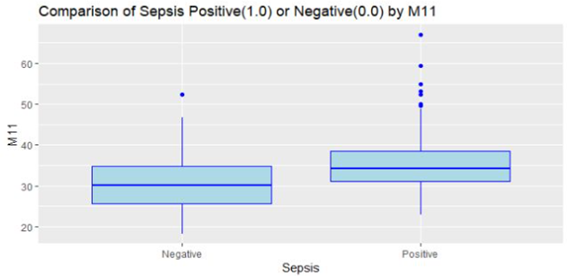 Comparison of Sepsis Positive(1.0) or Negative(0.0) by M11
60
50
40
30
20
M11
Negative
Positive
Sepsis